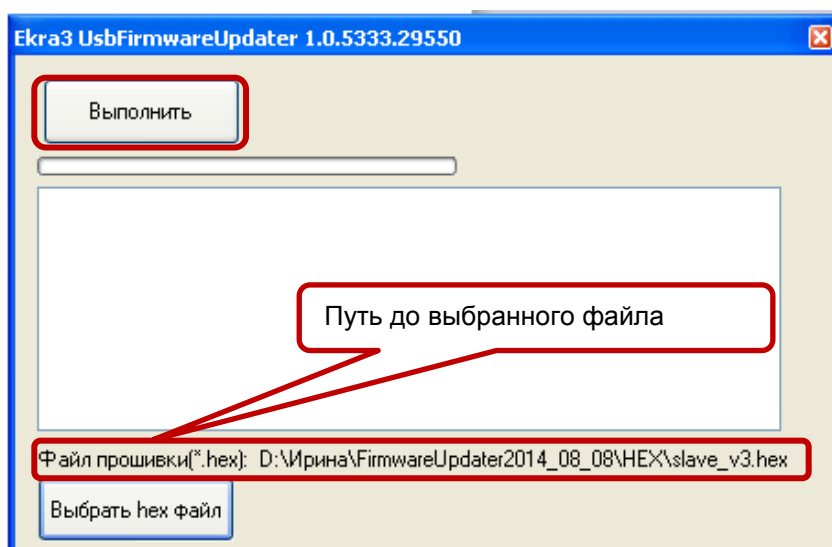 Ekra3 UsbFirmwareUpdater 1.0.5333.29550
Выполнить
Путь до выбранного файла
Файл прошивки(*.hex): D:\Ирина\FirmwareUpdater2014_08_08\HEX\slave_v3.hex
Выбрать hex файл